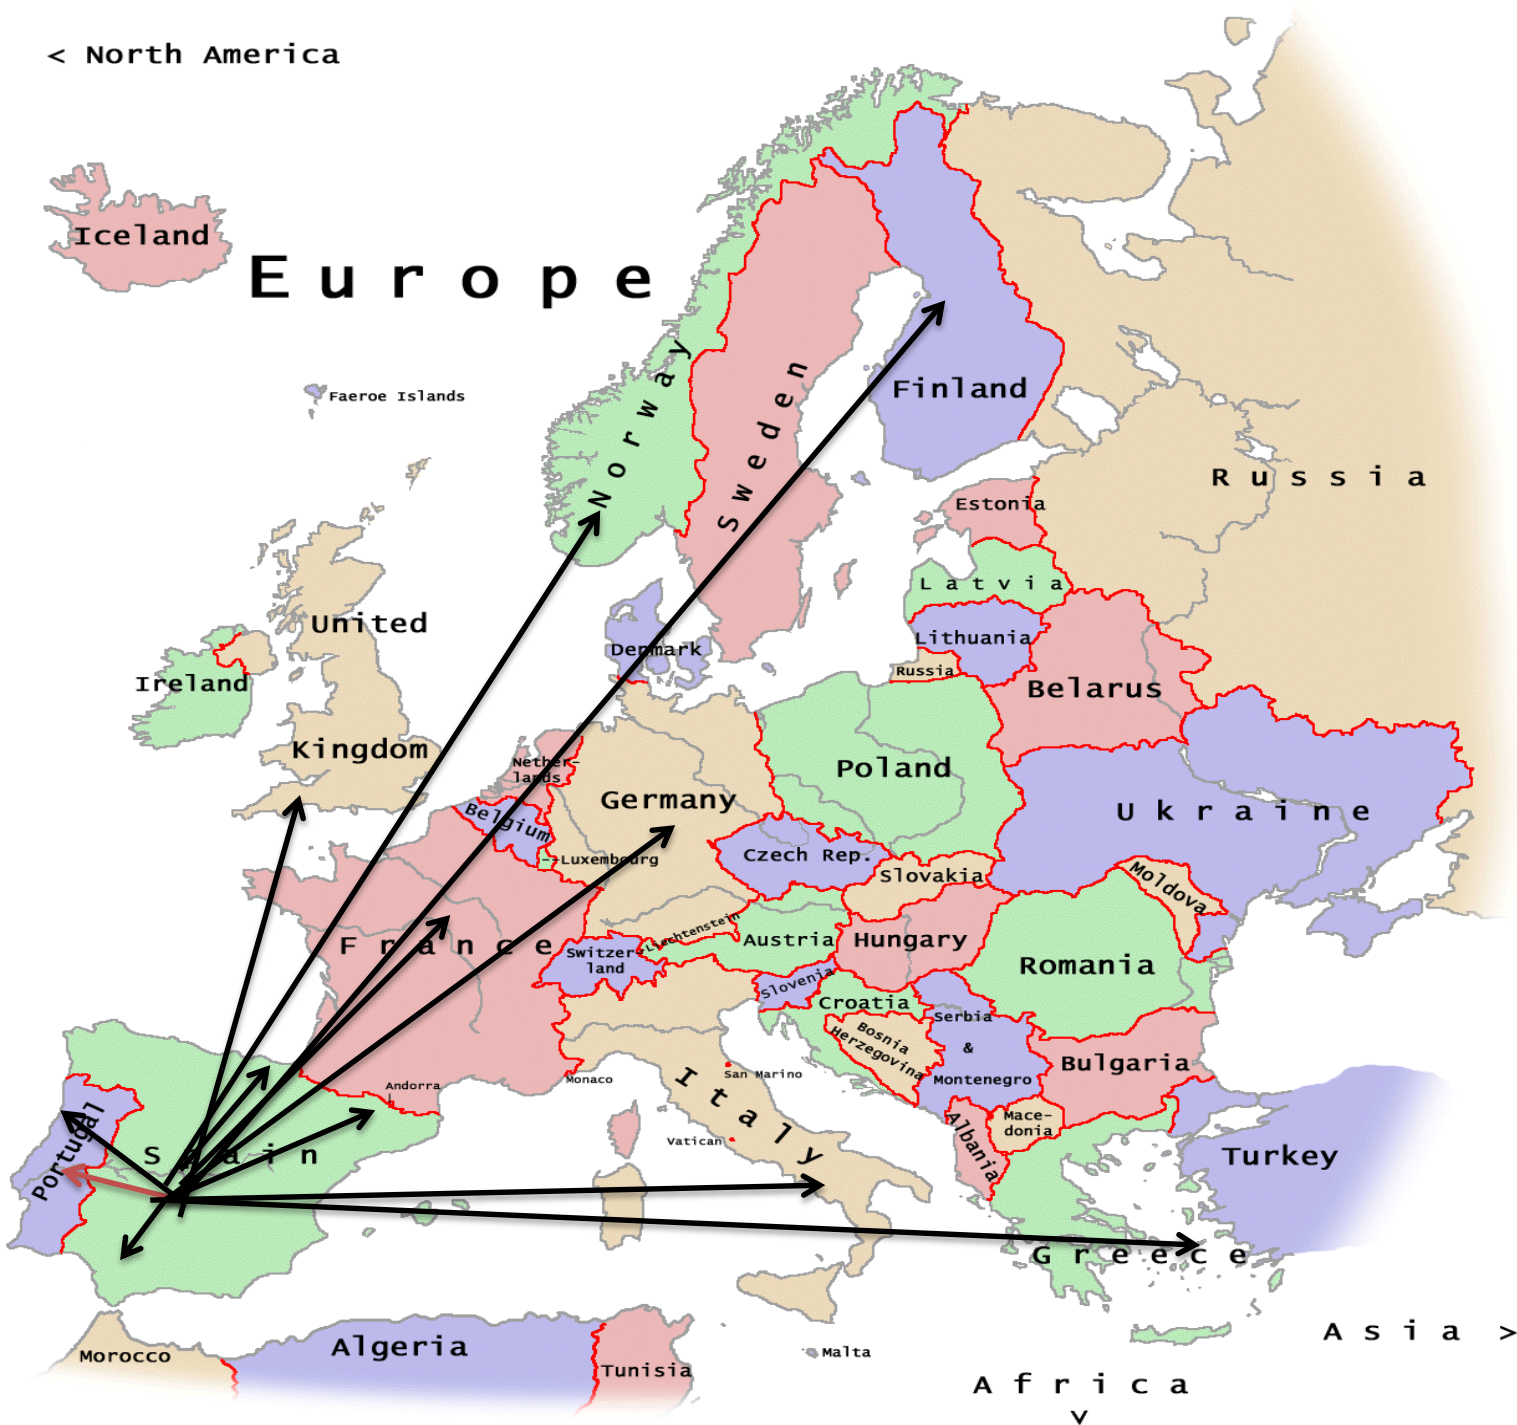 < North America
Iceland
Europe
Norway
Sweden
Finland
Faeroe Islands
Russia
Estonia
Latvia
Lithuania
Russia
United
Kingdom
Ireland
Denmark
Belarus
Nether-
lands
Belgium
Germany
Poland
Ukraine
--Luxembourg
Czech Rep.
Slovakia
Moldova
France
Switzer-
land
-Liechtenstein
Austria
Hungary
Romania
Slovenia
Croatia
Bosnia
Herzegovina
Serbia
&
Montenegro
Bulgaria
Andorra
Monaco
San Marino
Italy
Vatican
Albania
Mace-
donia
Turkey
Portugal
Spain
Greece
Morocco
Algeria
Tunisia
Malta
Asia >
Africa
v